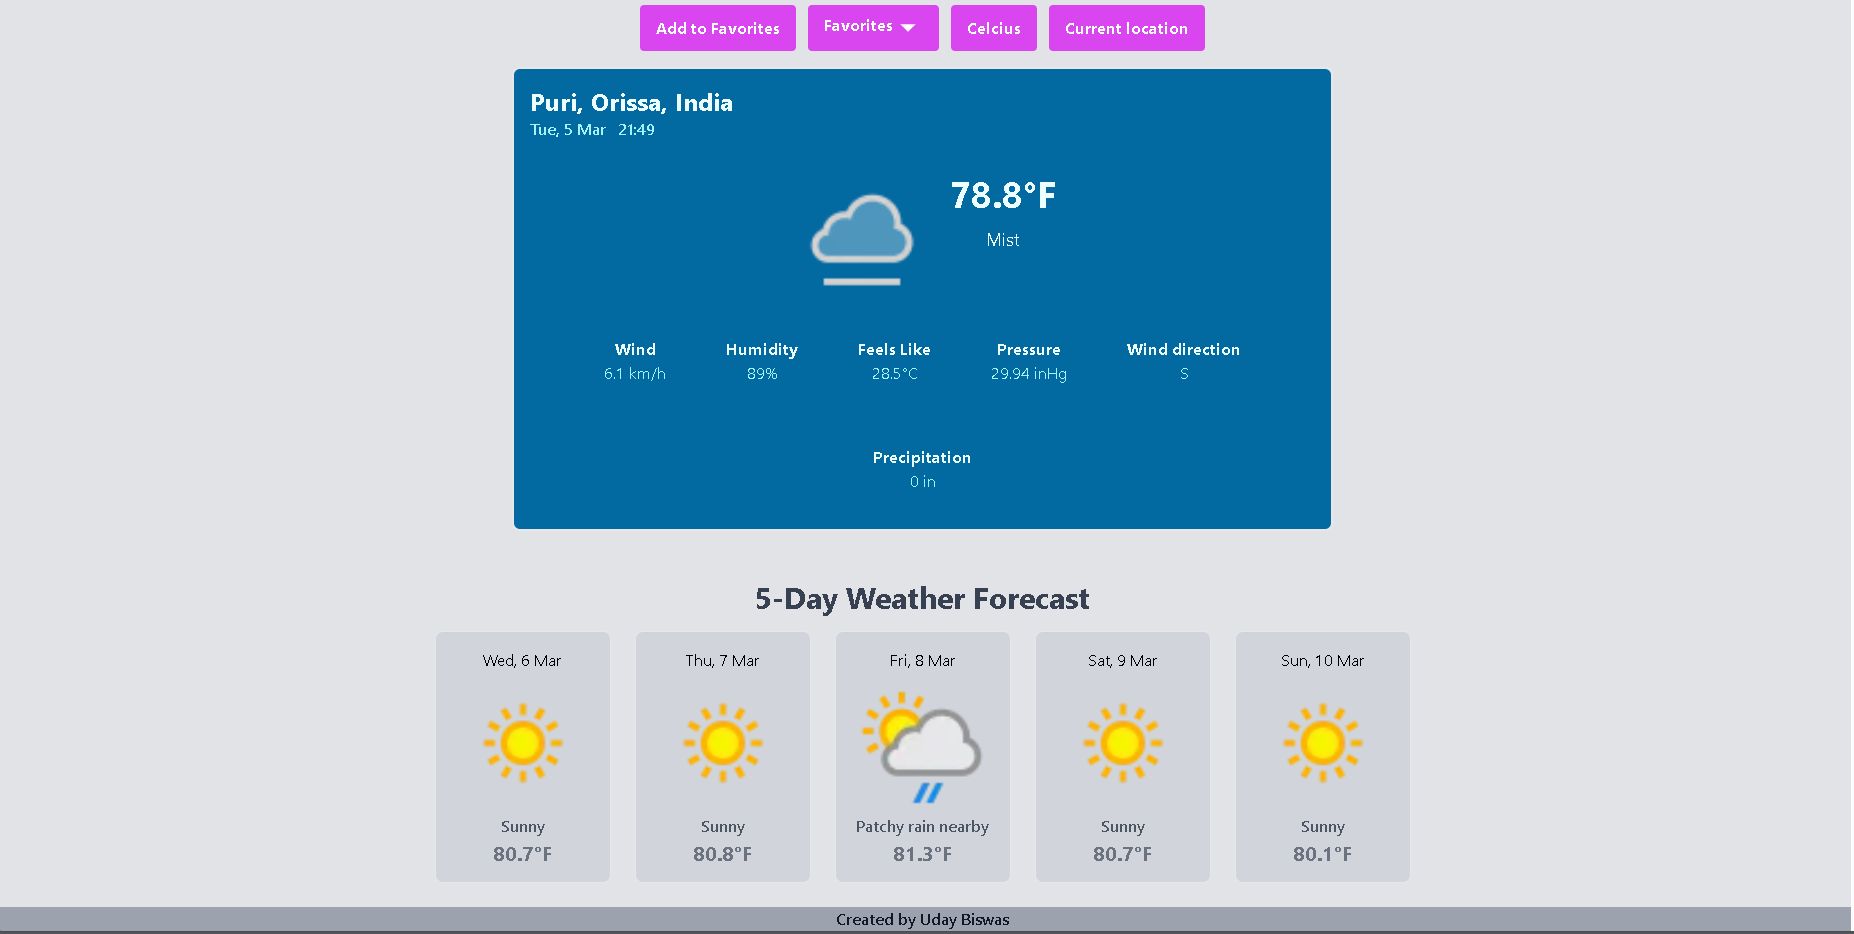 Add to Favorites
Favorites
Celcius
Current location
Puri, Orissa, India
Tue, 5 Mar 21:49
78.8°F
Mist
Wind
6.1 km/h
Humidity
89%
Feels Like
28.5°C
Pressure
29.94 inHg
Wind direction
S
Precipitation
0 in
5-Day Weather Forecast
Wed, 6 Mar
Sunny
80.7°F
Thu, 7 Mar
Sunny
80.8°F
Fri, 8 Mar
Patchy rain nearby
81.3°F
Sat, 9 Mar
Sunny
80.7°F
Sun, 10 Mar
Sunny
80.1°F
Created by Uday Biswas